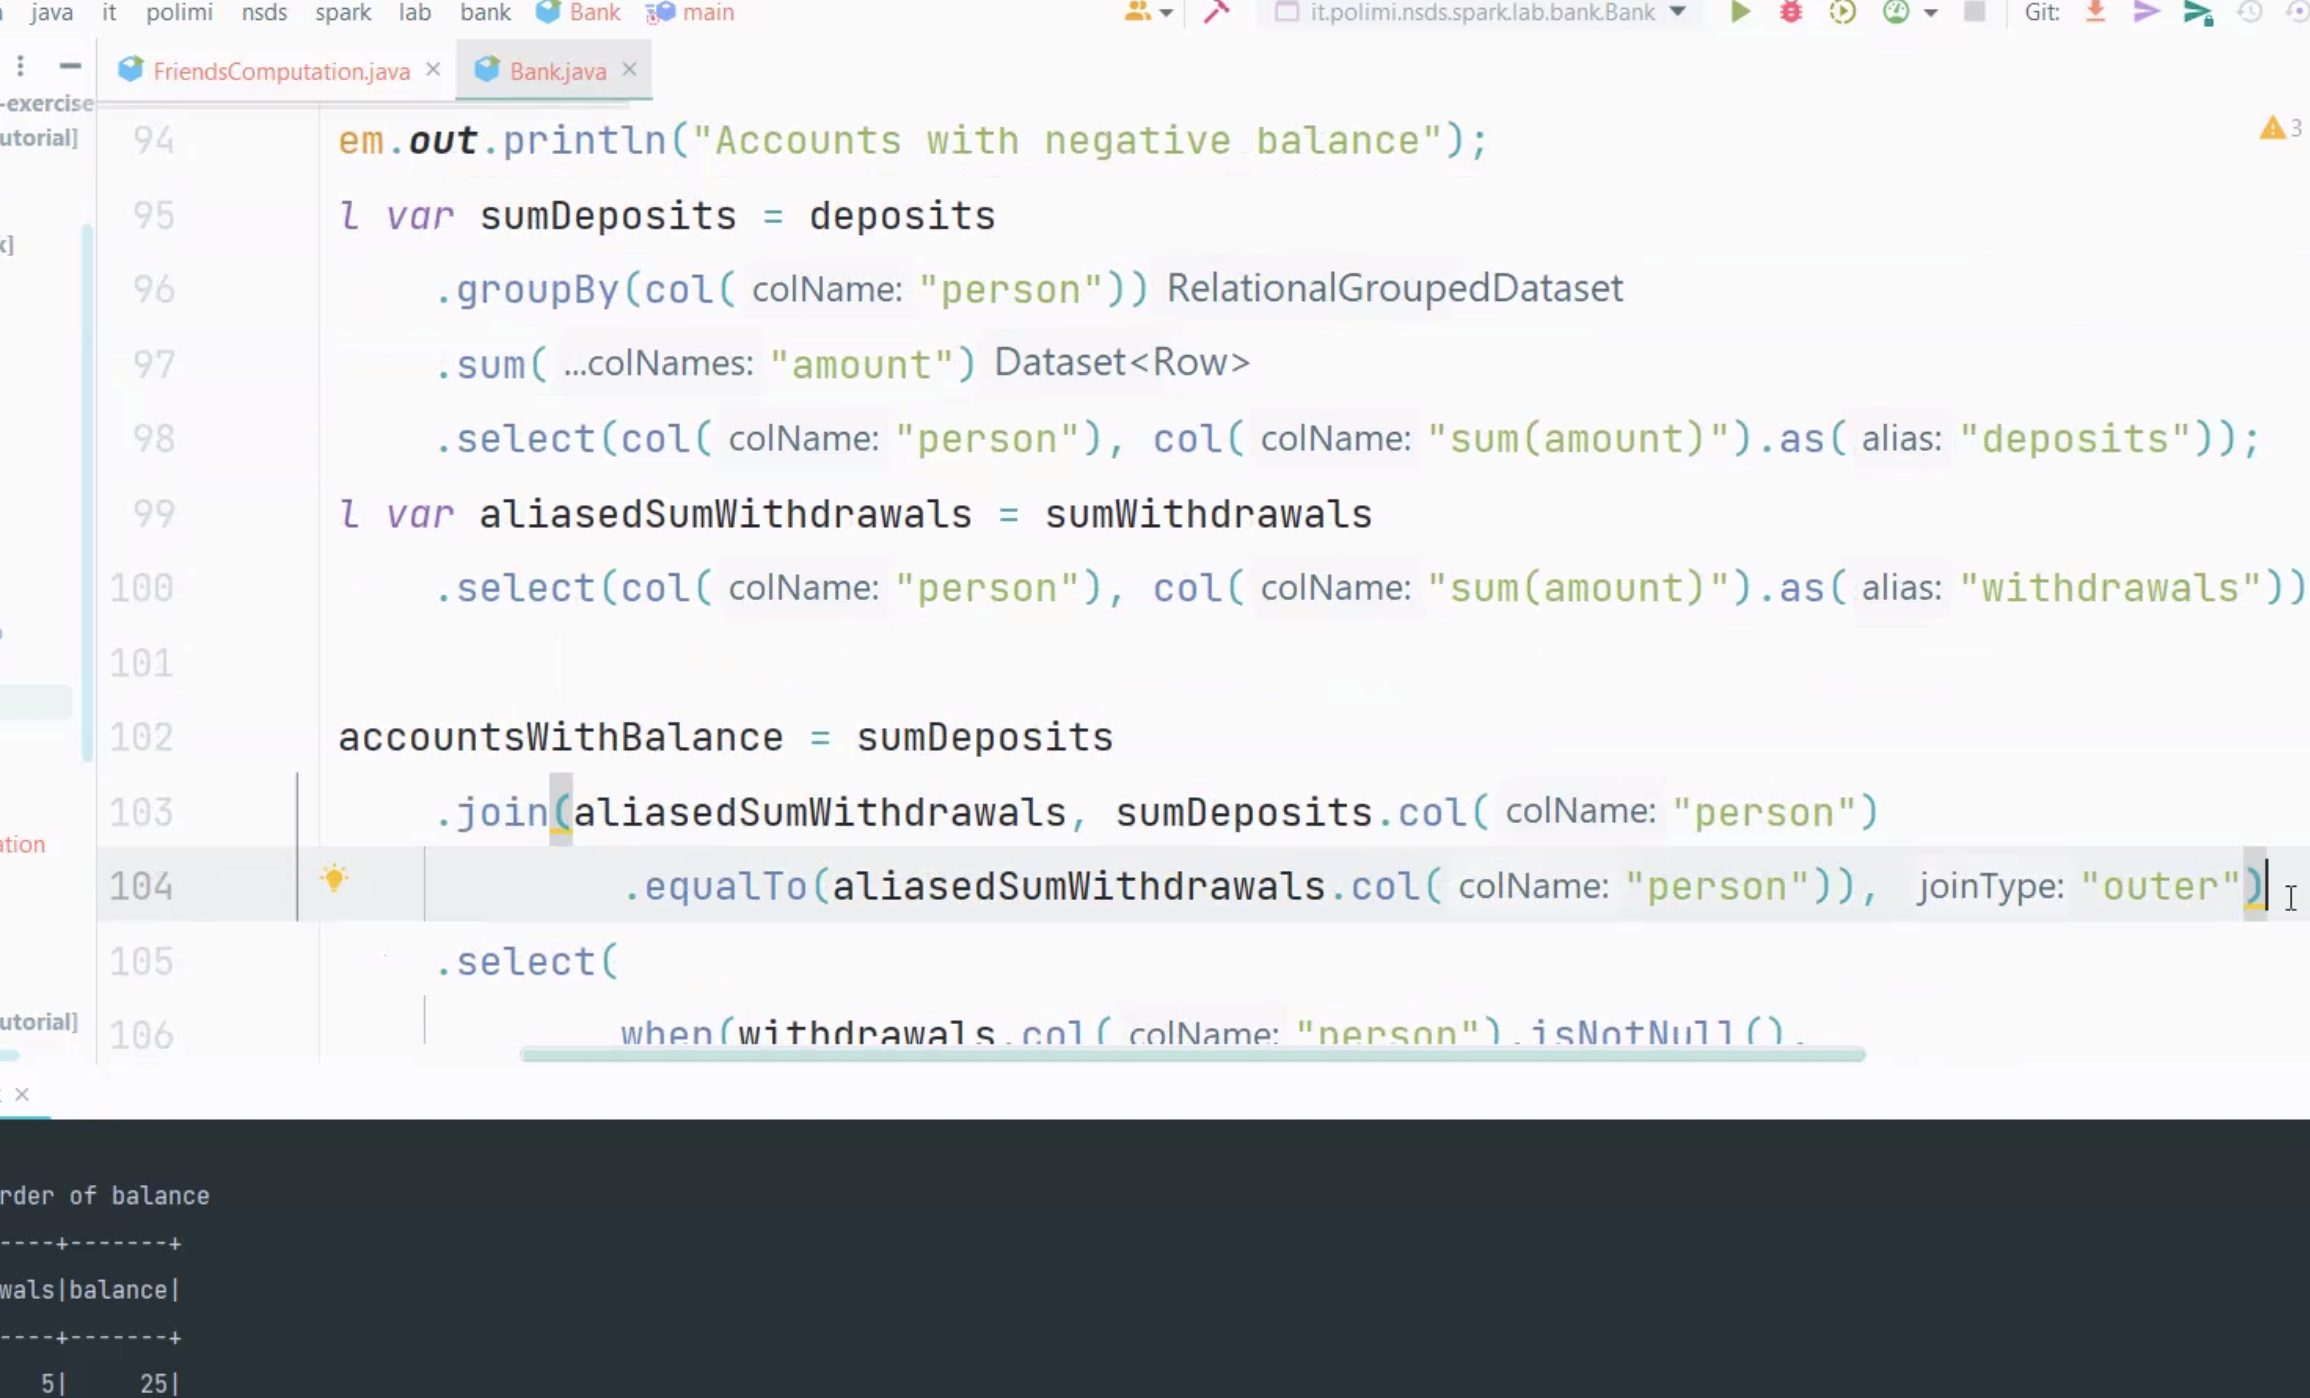 java it polimi nsds spark lab bank Bank main it.polimi.nsds.spark.lab.bank.Bank Git:
FriendsComputation.java Bank.java
-exercise
utorial]
94 em.out.println("Accounts with negative balance"); 3
95 l var sumDeposits = deposits
k]
96 .groupBy(col( colName: "person")) RelationalGroupedDataset
97 .sum( ...colNames: "amount") Dataset<Row>
98 .select(col( colName: "person"), col( colName: "sum(amount)").as( alias: "deposits"));
99 l var aliasedSumWithdrawals = sumWithdrawals
100 .select(col( colName: "person"), col( colName: "sum(amount)").as( alias: "withdrawals"))
101
102 accountsWithBalance = sumDeposits
103 .join(aliasedSumWithdrawals, sumDeposits.col( colName: "person")
ation
104 .equalTo(aliasedSumWithdrawals.col( colName: "person")), joinType: "outer")
105 .select(
utorial]
106 when(withdrawals.col( colName: "person").isNotNull(),
rder of balance
----+-------+
wals|balance|
----+-------+
5| 25|